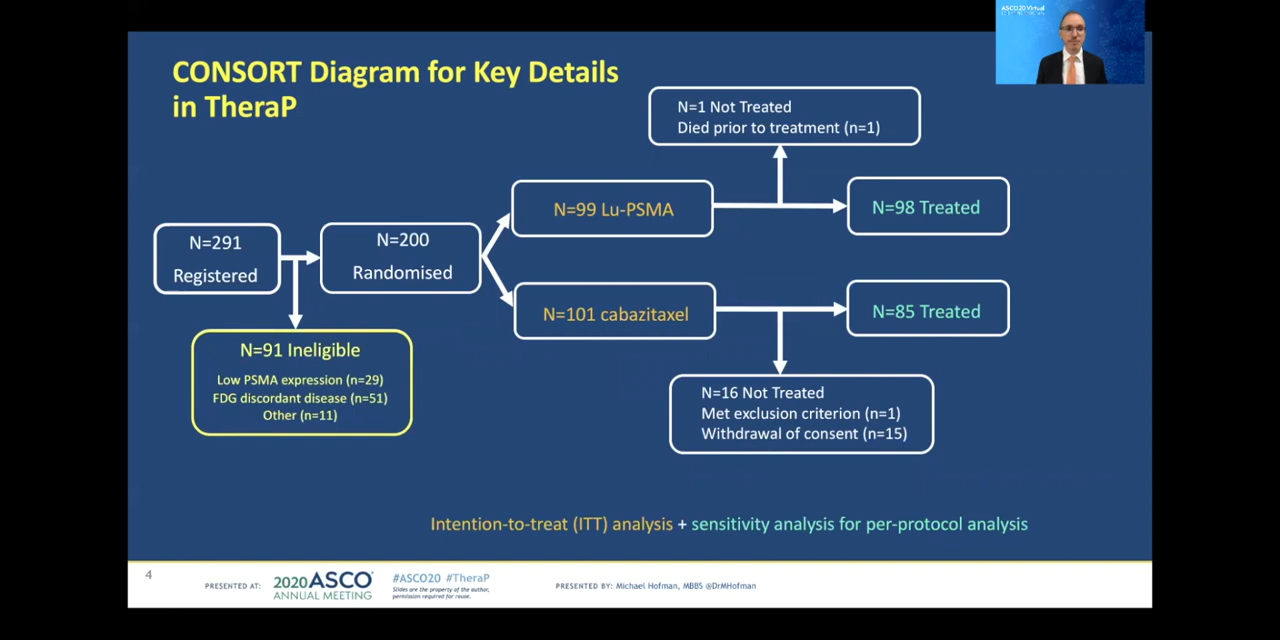 ASCO20 Virtual
CONSORT Diagram for Key Details
in TheraP
N=1 Not Treated
Died prior to treatment (n=1)
N=99 Lu-PSMA
N=98 Treated
N=291
Registered
N=200
Randomised
N=101 cabazitaxel
N=85 Treated
N=91 Ineligible
Low PSMA expression (n=29)
FDG discordant disease (n=51)
Other (n=11)
N=16 Not Treated
Met exclusion criterion (n=1)
Withdrawal of consent (n=15)
Intention-to-treat (ITT) analysis + sensitivity analysis for per-protocol analysis
4
PRESENTED AT:
2020 ASCO
ANNUAL MEETING
#ASCO20 #TheraP
Slides are the property of the author,
permission required for reuse.
PRESENTED BY: Michael Hofman, MBBS @DrMHofman